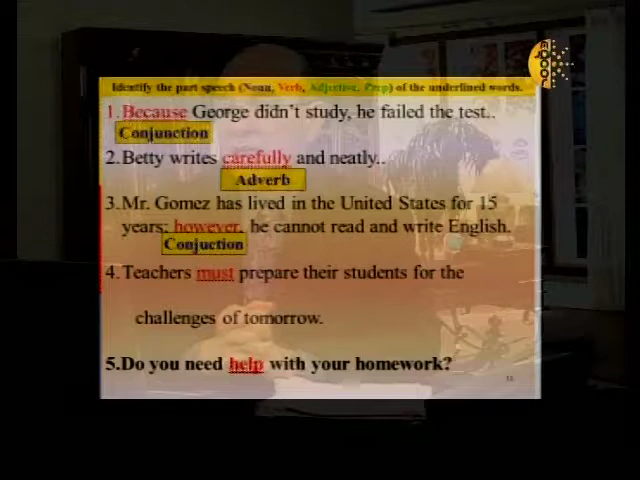 Identify the part speech (Noun, Verb, Adjective, Prep) of the underlined words.
1. Because George didn't study, he failed the test..
Conjunction
2. Betty writes carefully and neatly..
Adverb
3. Mr. Gomez has lived in the United States for 15
years; however, he cannot read and write English.
Conjuction
4. Teachers must prepare their students for the
challenges of tomorrow.
5.Do you need help with your homework?